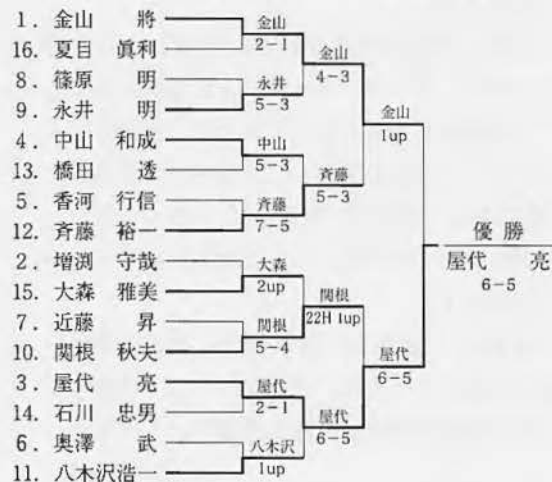 1. 金山 將
16. 夏目 眞利
8. 篠原 明
9. 永井 明
4. 中山 和成
13. 橋田 透
5. 香河 行信
12. 斉藤 裕一
2. 増渕 守哉
15. 大森 雅美
7. 近藤 昇
10. 関根 秋夫
3. 屋代 亮
14. 石川 忠男
6. 奥澤 武
11. 八木沢浩一
金山
2-1
永井
5-3
中山
5-3
斉藤
7-5
大森
2up
関根
5-4
屋代
2-1
八木沢
1up
金山
4-3
斉藤
5-3
関根
22H 1up
屋代
6-5
金山
1up
屋代
6-5
優勝
屋代 亮
6-5